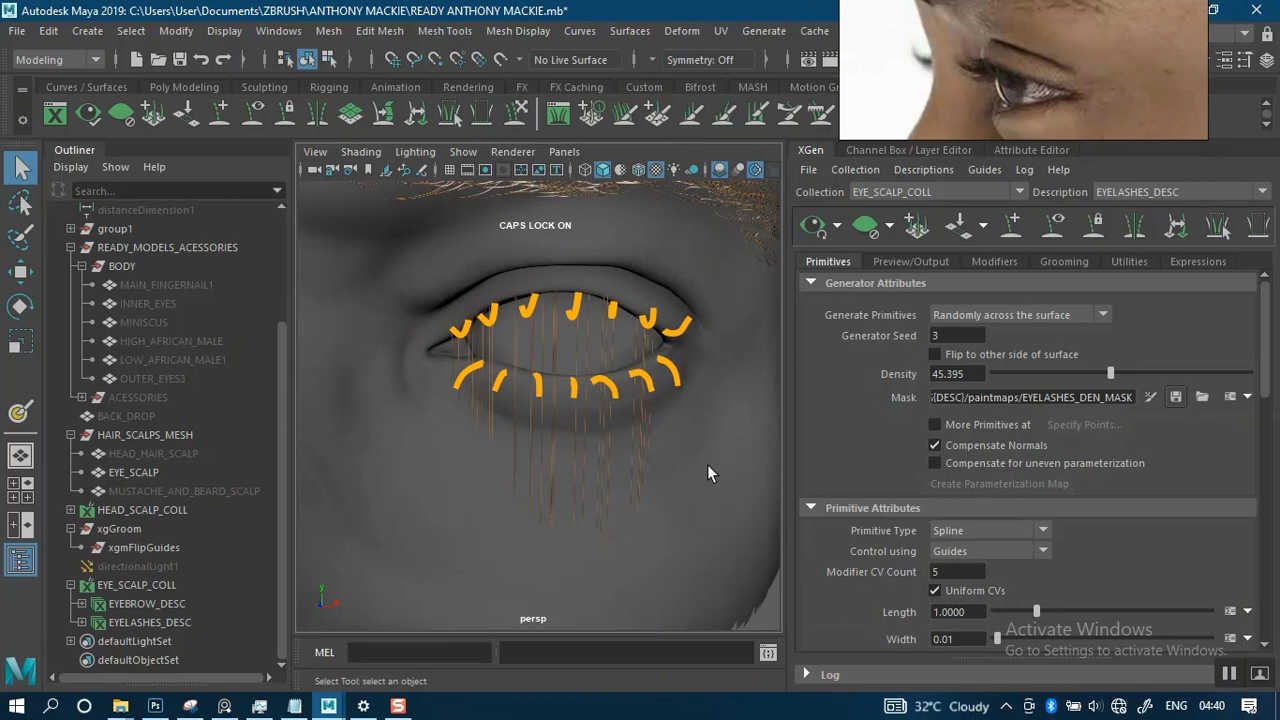 Autodesk Maya 2019: C:\Users\User\Documents\ZBRUSH\ANTHONY MACKIE\READY ANTHONY MACKIE.mb*
File Edit Create Select Modify Display Windows Mesh Edit Mesh Mesh Tools Mesh Display Curves Surfaces Deform UV Generate Cache
Modeling No Live Surface Symmetry: Off
Curves / Surfaces Poly Modeling Sculpting Rigging Animation Rendering FX FX Caching Custom Bifrost MASH Motion Gr
Outliner
Display Show Help
Search...
distanceDimension1
group1
READY_MODELS_ACESSORIES
BODY
MAIN_FINGERNAIL1
INNER_EYES
MINISCUS
HIGH_AFRICAN_MALE
LOW_AFRICAN_MALE1
OUTER_EYES3
ACESSORIES
BACK_DROP
HAIR_SCALPS_MESH
HEAD_HAIR_SCALP
EYE_SCALP
MUSTACHE_AND_BEARD_SCALP
HEAD_SCALP_COLL
xgGroom
xgmFlipGuides
directionalLight1
EYE_SCALP_COLL
EYEBROW_DESC
EYELASHES_DESC
defaultLightSet
defaultObjectSet
View Shading Lighting Show Renderer Panels
CAPS LOCK ON
y
persp
MEL
Select Tool: select an object
XGen Channel Box / Layer Editor Attribute Editor
File Collection Descriptions Guides Log Help
Collection EYE_SCALP_COLL Description EYELASHES_DESC
Primitives Preview/Output Modifiers Grooming Utilities Expressions
Generator Attributes
Generate Primitives Randomly across the surface
Generator Seed 3
Flip to other side of surface
Density 45.395
Mask {DESC}/paintmaps/EYELASHES_DEN_MASK
More Primitives at Specify Points...
Compensate Normals
Compensate for uneven parameterization
Create Parameterization Map
Primitive Attributes
Primitive Type Spline
Control using Guides
Modifier CV Count 5
Uniform CVs
Length 1.0000
Width 0.01
Activate Windows
Go to Settings to activate Windows.
Log
32°C Cloudy ENG 04:40